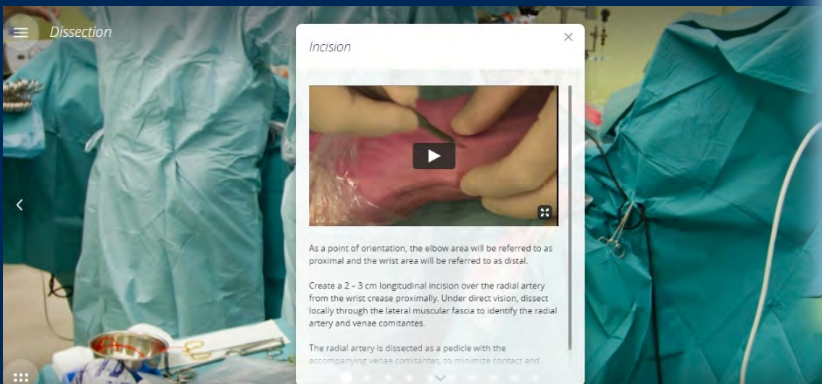 Dissection
Incision
As a point of orientation, the elbow area will be referred to as
proximal and the wrist area will be referred to as distal.
Create a 2 – 3 cm longitudinal incision over the radial artery
from the wrist crease proximally. Under direct vision, dissect
locally through the lateral muscular fascia to identify the radial
artery and venae comitantes.
The radial artery is dissected as a pedicle with the
accompanying venae comitantes, to minimize contact and